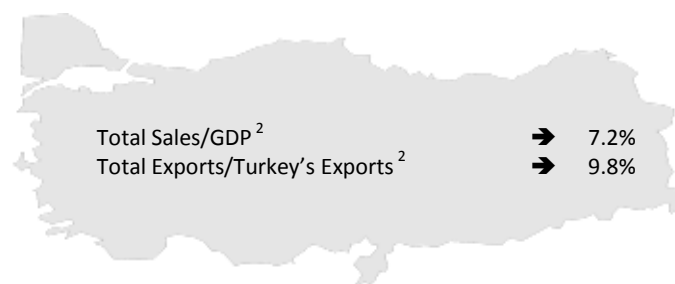 Total Sales/GDP ² ➔ 7.2%
Total Exports/Turkey’s Exports ² ➔ 9.8%